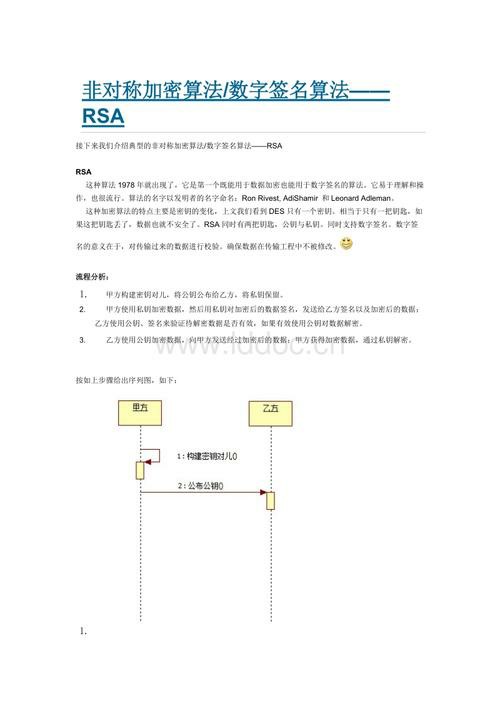 非对称加密算法/数字签名算法——
RSA
接下来我们介绍典型的非对称加密算法/数字签名算法——RSA
RSA
这种算法 1978 年就出现了，它是第一个既能用于数据加密也能用于数字签名的算法。它易于理解和操
作，也很流行。算法的名字以发明者的名字命名：Ron Rivest, AdiShamir 和 Leonard Adleman。
这种加密算法的特点主要是密钥的变化，上文我们看到 DES 只有一个密钥。相当于只有一把钥匙，如
果这把钥匙丢了，数据也就不安全了。RSA 同时有两把钥匙，公钥与私钥。同时支持数字签名。数字签
名的意义在于，对传输过来的数据进行校验。确保数据在传输工程中不被修改。
流程分析：
1. 甲方构建密钥对儿，将公钥公布给乙方，将私钥保留。
2. 甲方使用私钥加密数据，然后用私钥对加密后的数据签名，发送给乙方签名以及加密后的数据；
乙方使用公钥、签名来验证待解密数据是否有效，如果有效使用公钥对数据解密。
3. 乙方使用公钥加密数据，向甲方发送经过加密后的数据；甲方获得加密数据，通过私钥解密。
www.lddoc.cn
按如上步骤给出序列图，如下：
甲方 乙方
1：构建密钥对儿()
2：公布公钥()
1.